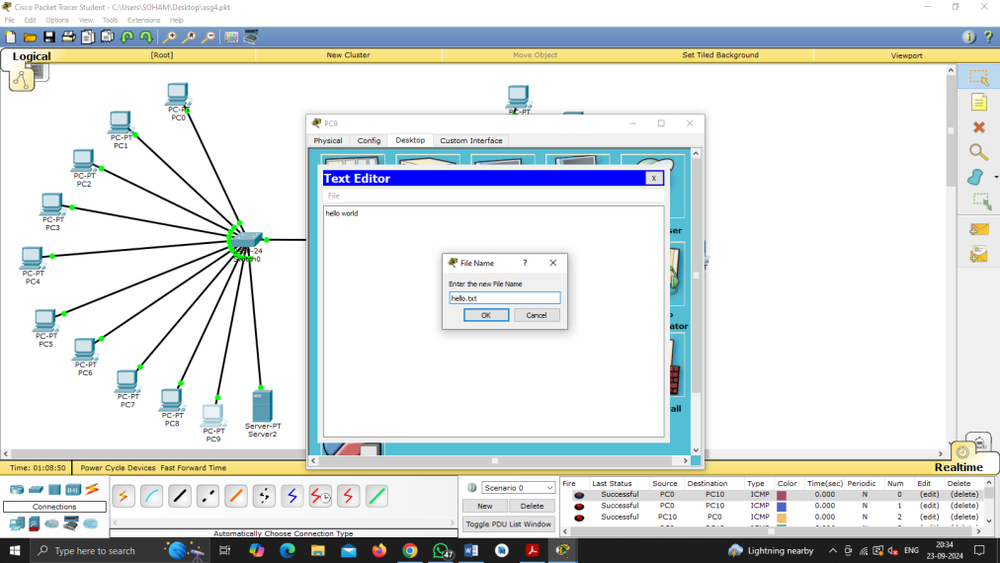 Cisco Packet Tracer Student - C:\Users\SOHAM\Desktop\asg4.pkt
File Edit Options View Tools Extensions Help
Logical [Root] New Cluster Move Object Set Tiled Background Viewport
PC-PT
PC0
PC-PT
PC1
PC-PT
PC2
PC-PT
PC3
PC-PT
PC4
PC-PT
PC5
PC-PT
PC6
PC-PT
PC7
PC-PT
PC8
PC-PT
PC9
Server-PT
Server2
-24
Switch0
PC-PT
PC9
Physical Config Desktop Custom Interface
Text Editor X
File
hello world
File Name ?
Enter the new File Name
hello.txt
OK Cancel
Time: 01:08:50 Power Cycle Devices Fast Forward Time Realtime
Connections
Automatically Choose Connection Type
Scenario 0
New Delete
Toggle PDU List Window
Fire Last Status Source Destination Type Color Time(sec) Periodic Num Edit Delete
Successful PC0 PC10 ICMP 0.000 N 0 (edit) (delete)
Successful PC0 PC10 ICMP 0.000 N 1 (edit) (delete)
Successful PC10 PC0 ICMP 0.000 N 2 (edit) (delete)
Type here to search 47 Lightning nearby ENG 20:34
23-09-2024